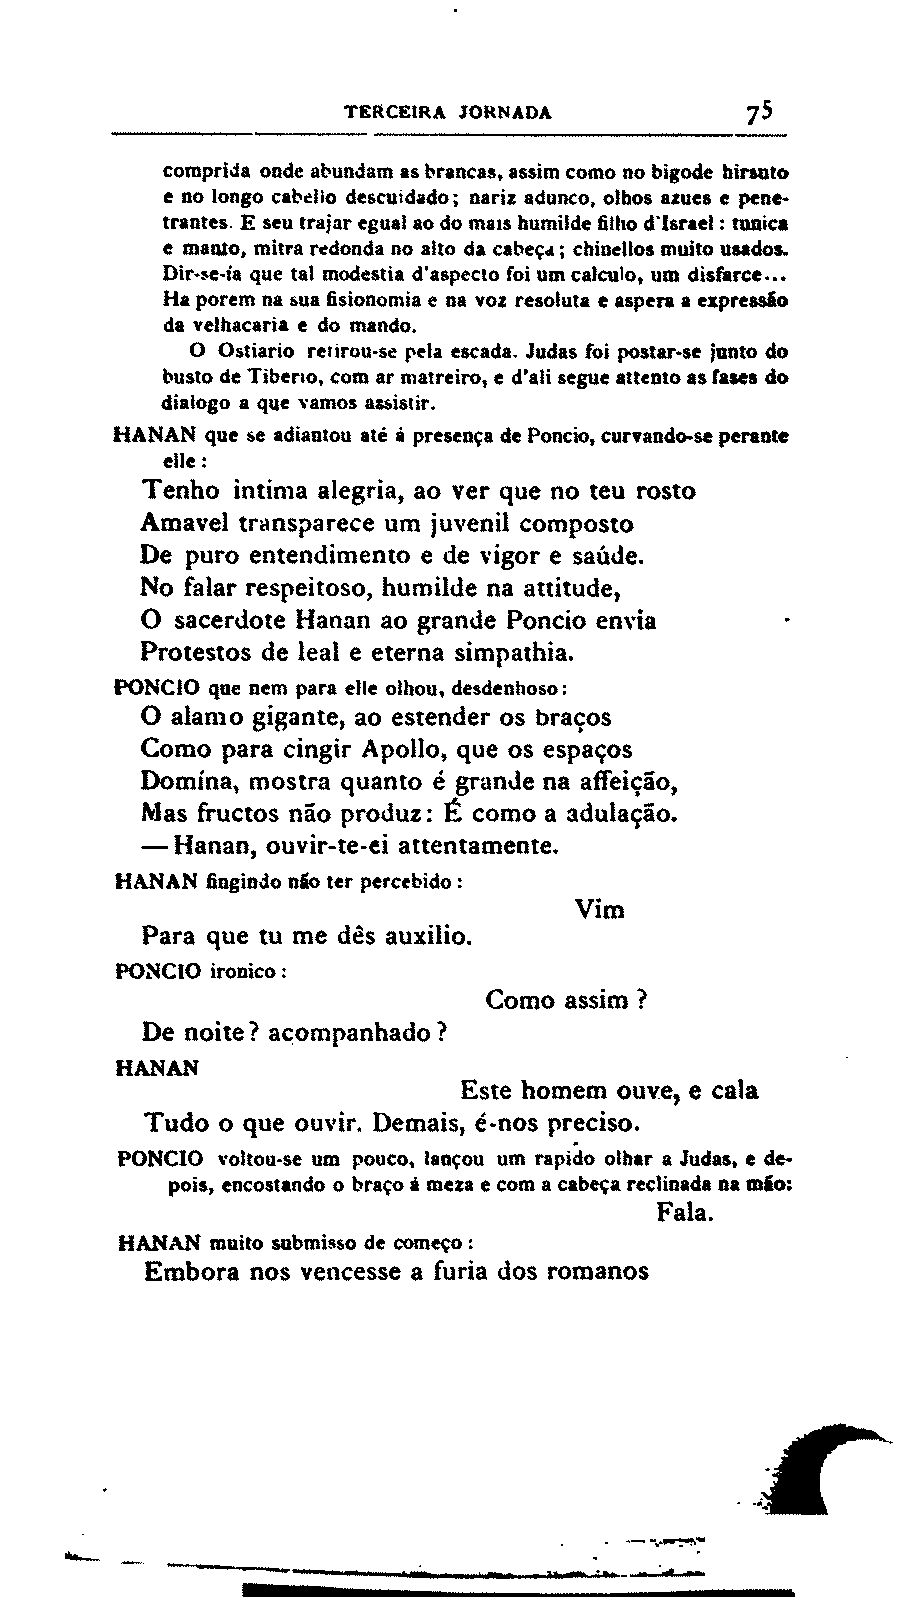 TERCEIRA JORNADA 75
comprida onde abundam as brancas, assim como no bigode hirsuto
e no longo cabello descuidado; nariz adunco, olhos azues e pene-
trantes. E seu trajar egual ao do mais humilde filho d'Israel: tunica
e manto, mitra redonda no alto da cabeça; chinellos muito usados.
Dir-se-ía que tal modestia d'aspecto foi um calculo, um disfarce...
Ha porem na sua fisionomia e na voz resoluta e aspera a expressão
da velhacaria e do mando.
O Ostiario retirou-se pela escada. Judas foi postar-se junto do
busto de Tiberio, com ar matreiro, e d'ali segue attento as fases do
dialogo a que vamos assistir.
HANAN que se adiantou até á presença de Poncio, curvando-se perante
elle:
Tenho intima alegria, ao ver que no teu rosto
Amavel transparece um juvenil composto
De puro entendimento e de vigor e saúde.
No falar respeitoso, humilde na attitude,
O sacerdote Hanan ao grande Poncio envia
Protestos de leal e eterna simpathia.
PONCIO que nem para elle olhou, desdenhoso:
O alamo gigante, ao estender os braços
Como para cingir Apollo, que os espaços
Domína, mostra quanto é grande na affeição,
Mas fructos não produz: É como a adulação.
— Hanan, ouvir-te-ei attentamente.
HANAN fingindo não ter percebido:
Vim
Para que tu me dês auxilio.
PONCIO ironico:
Como assim?
De noite? acompanhado?
HANAN
Este homem ouve, e cala
Tudo o que ouvir. Demais, é-nos preciso.
PONCIO voltou-se um pouco, lançou um rapido olhar a Judas, e de-
pois, encostando o braço á meza e com a cabeça reclinada na mão:
Fala.
HANAN muito submisso de começo:
Embora nos vencesse a furia dos romanos